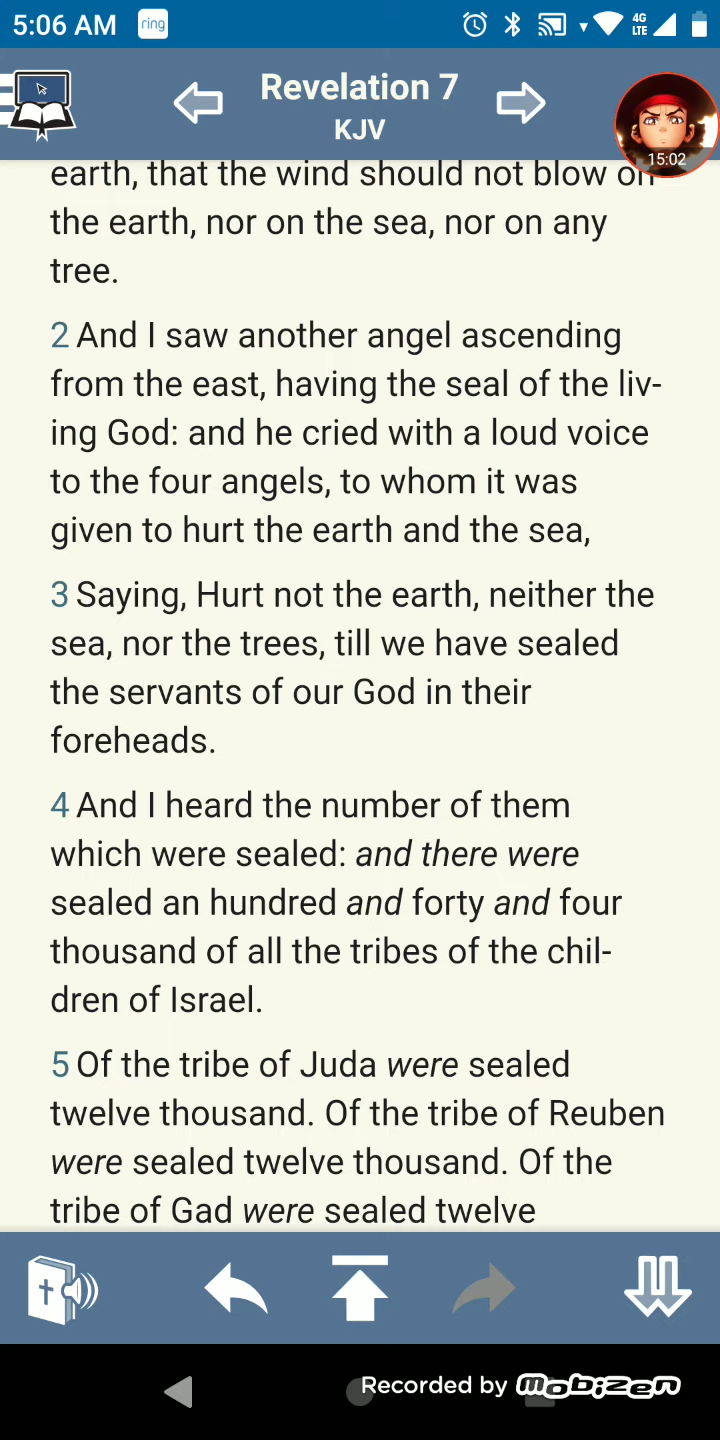 5:06 AM ring 4G LTE
Revelation 7
KJV
15:02
earth, that the wind should not blow on
the earth, nor on the sea, nor on any
tree.
2 And I saw another angel ascending
from the east, having the seal of the liv-
ing God: and he cried with a loud voice
to the four angels, to whom it was
given to hurt the earth and the sea,
3 Saying, Hurt not the earth, neither the
sea, nor the trees, till we have sealed
the servants of our God in their
foreheads.
4 And I heard the number of them
which were sealed: and there were
sealed an hundred and forty and four
thousand of all the tribes of the chil-
dren of Israel.
5 Of the tribe of Juda were sealed
twelve thousand. Of the tribe of Reuben
were sealed twelve thousand. Of the
tribe of Gad were sealed twelve
Recorded by mobizen